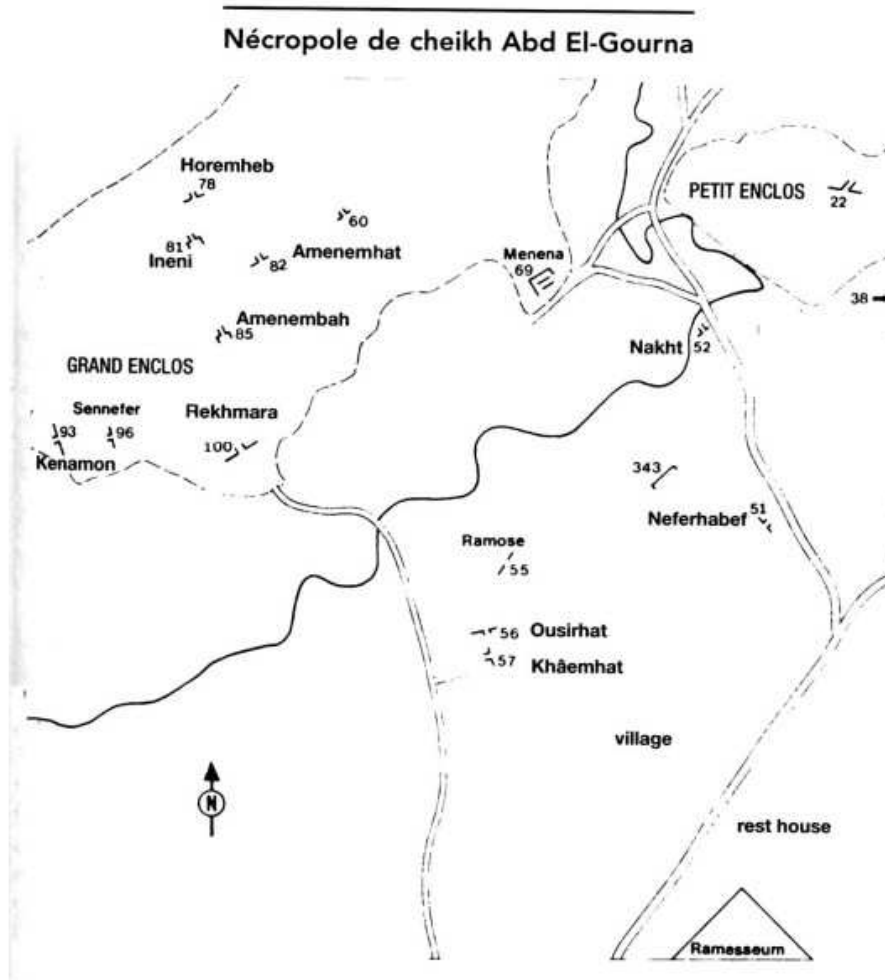 Nécropole de cheikh Abd El-Gourna
Horemheb
78
PETIT ENCLOS
22
60
81
Ineni
82
Amenemhat
Menena
69
38
Amenembah
85
Nakht
52
GRAND ENCLOS
Sennefer
Rekhmara
93
96
100
Kenamon
343
Neferhabef
51
Ramose
55
56
Ousirhat
57
Khâemhat
village
N
rest house
Ramesseum